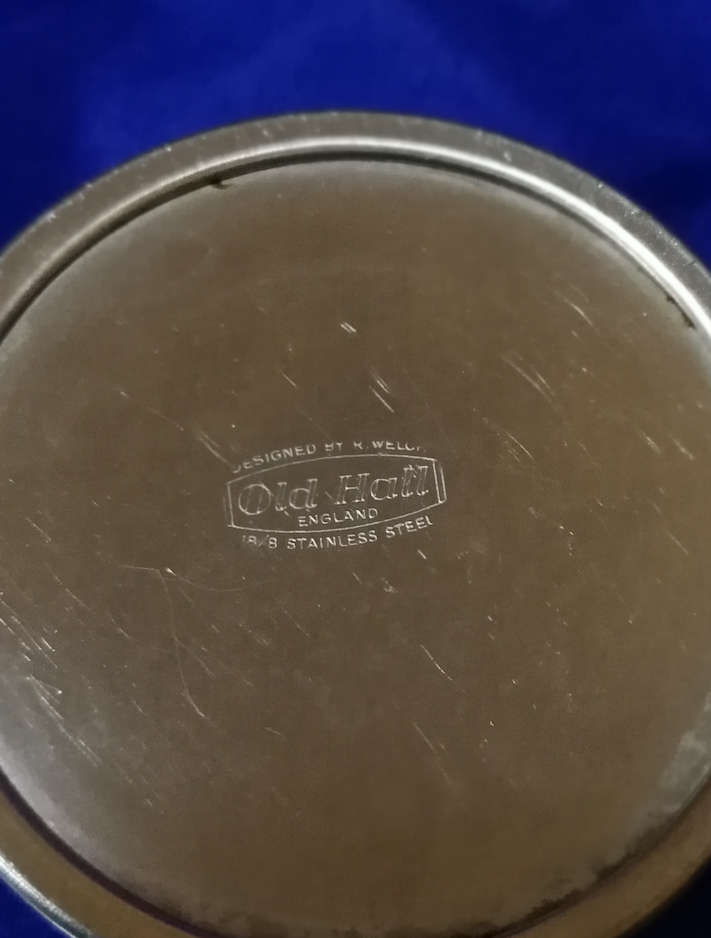 DESIGNED BY R. WELCH
Old Hall
ENGLAND
18/8 STAINLESS STEEL